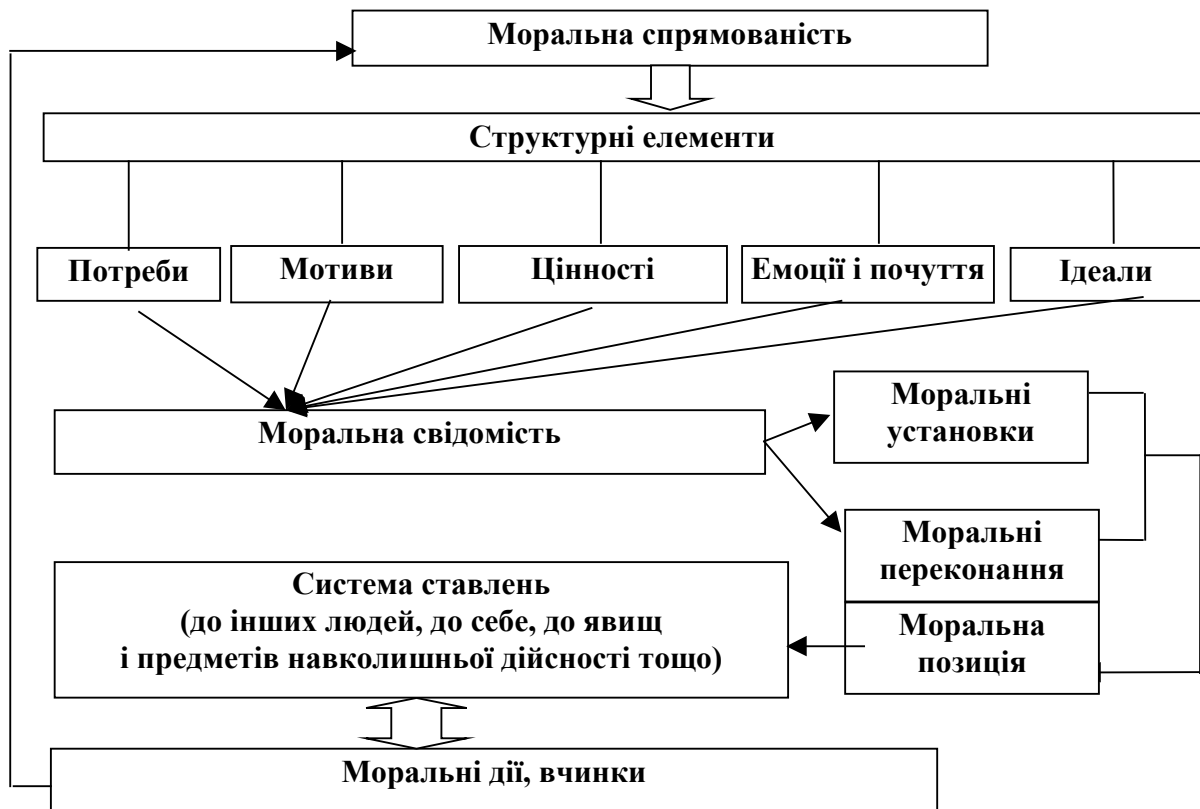 Моральна спрямованість
Структурні елементи
Потреби
Мотиви
Цінності
Емоції і почуття
Ідеали
Моральна свідомість
Моральні
установки
Моральні
переконання
Система ставлень
(до інших людей, до себе, до явищ
і предметів навколишньої дійсності тощо)
Моральна
позиція
Моральні дії, вчинки